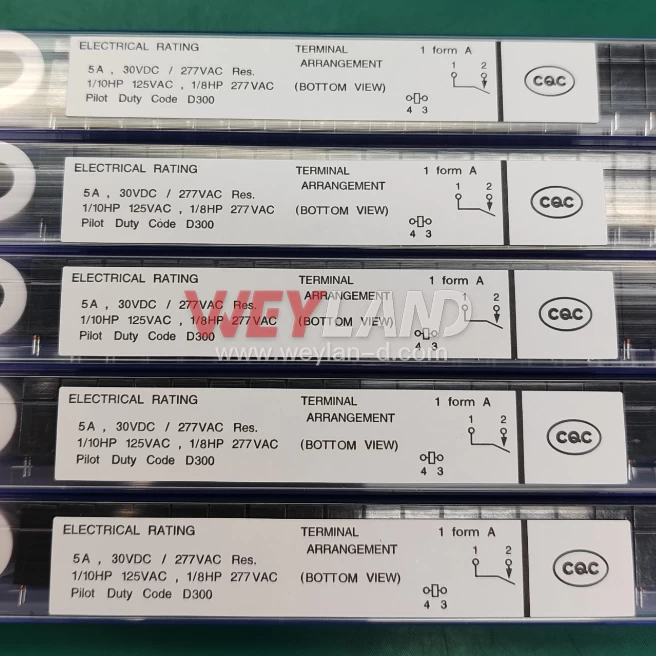 ELECTRICAL RATING TERMINAL 1 form A
ARRANGEMENT 1 2
5A , 30VDC / 277VAC Res.
1/10HP 125VAC , 1/8HP 277VAC (BOTTOM VIEW) CQC
Pilot Duty Code D300
4 3
ELECTRICAL RATING TERMINAL 1 form A
ARRANGEMENT 1 2
5A , 30VDC / 277VAC Res.
1/10HP 125VAC , 1/8HP 277VAC (BOTTOM VIEW) CQC
Pilot Duty Code D300
4 3
ELECTRICAL RATING TERMINAL 1 form A
ARRANGEMENT 1 2
5A , 30VDC / 277VAC Res.
1/10HP 125VAC , 1/8HP 277VAC (BOTTOM VIEW) CQC
Pilot Duty Code D300
4 3
WEYLAND
www.weylan-d.com
ELECTRICAL RATING TERMINAL 1 form A
ARRANGEMENT 1 2
5A , 30VDC / 277VAC Res.
1/10HP 125VAC , 1/8HP 277VAC (BOTTOM VIEW) CQC
Pilot Duty Code D300
4 3
ELECTRICAL RATING TERMINAL 1 form A
ARRANGEMENT 1 2
5A , 30VDC / 277VAC Res.
1/10HP 125VAC , 1/8HP 277VAC (BOTTOM VIEW) CQC
Pilot Duty Code D300
4 3